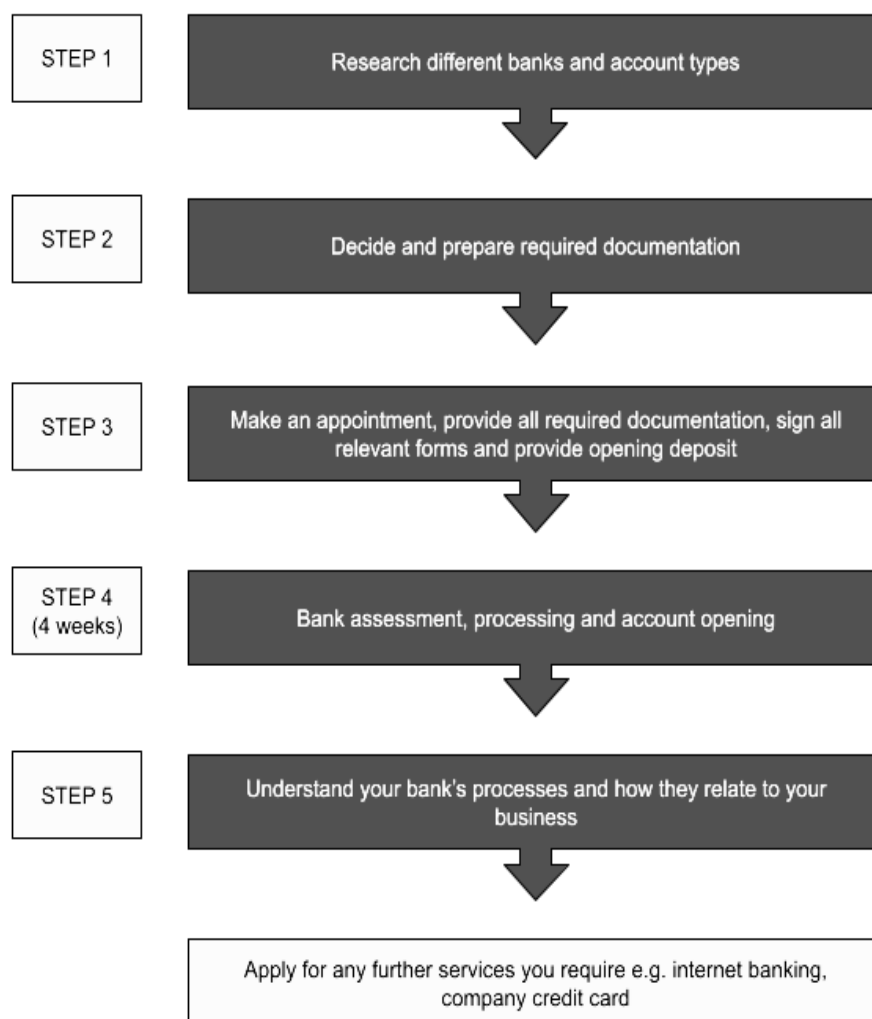 STEP 1
Research different banks and account types
STEP 2
Decide and prepare required documentation
STEP 3
Make an appointment, provide all required documentation, sign all
relevant forms and provide opening deposit
STEP 4
(4 weeks)
Bank assessment, processing and account opening
STEP 5
Understand your bank's processes and how they relate to your
business
Apply for any further services you require e.g. internet banking,
company credit card